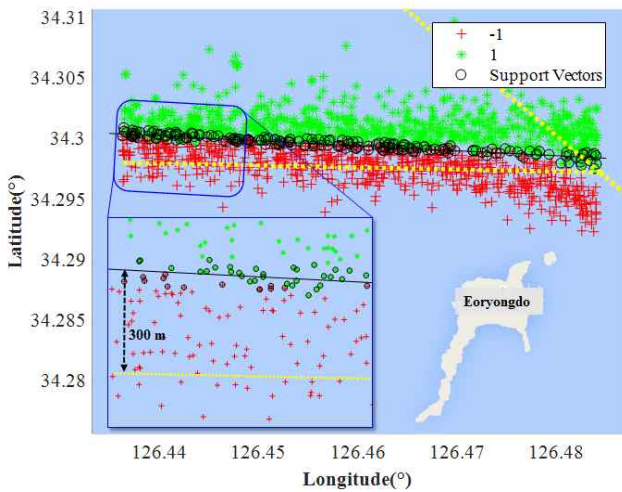 34.31
34.305
34.3
34.295
34.29
34.285
34.28
Latitude(°)
-1
1
Support Vectors
300 m
Eoryongdo
126.44 126.45 126.46 126.47 126.48
Longitude(°)